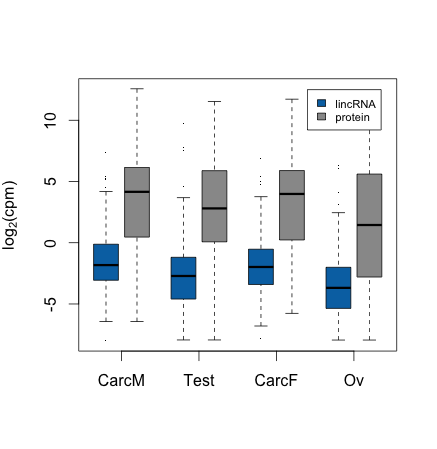 lincRNA
protein
log2(cpm)
10
5
0
-5
CarcM Test CarcF Ov